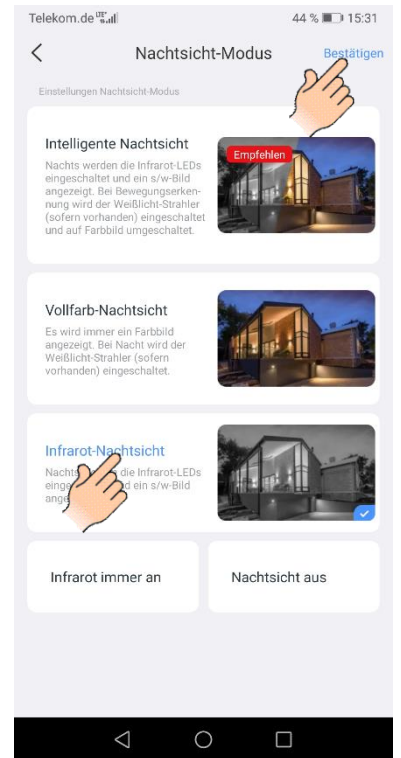 Telekom.de 44 % 15:31
Nachtsicht-Modus Bestätigen
Einstellungen Nachtsicht-Modus
Intelligente Nachtsicht
Nachts werden die Infrarot-LEDs
eingeschaltet und ein s/w-Bild
angezeigt. Bei Bewegungserken-
nung wird der Weißlicht-Strahler
(sofern vorhanden) eingeschaltet
und auf Farbbild umgeschaltet.
Empfehlen
Vollfarb-Nachtsicht
Es wird immer ein Farbbild
angezeigt. Bei Nacht wird der
Weißlicht-Strahler (sofern
vorhanden) eingeschaltet.
Infrarot-Nachtsicht
Nachts die Infrarot-LEDs
ein s/w-Bild
Infrarot immer an
Nachtsicht aus